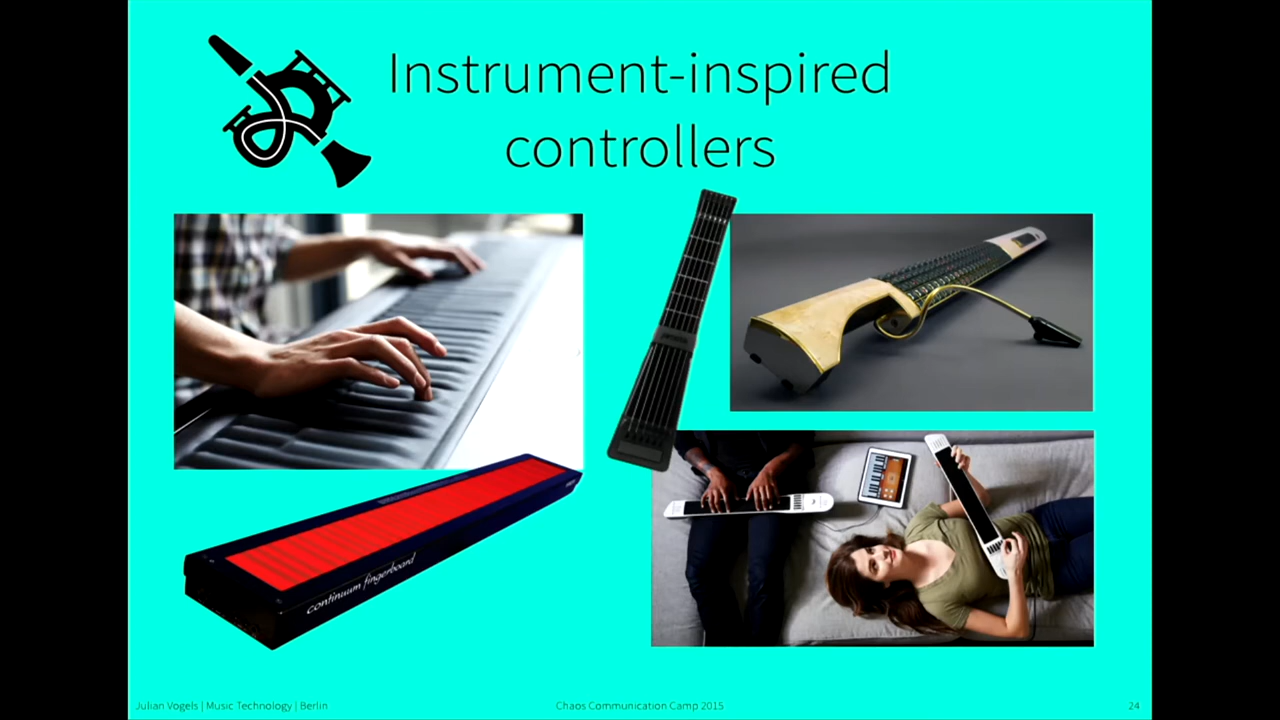 Instrument-inspired
controllers
continuum fingerboard
Julian Vogels | Music Technology | Berlin
Chaos Communication Camp 2015
24